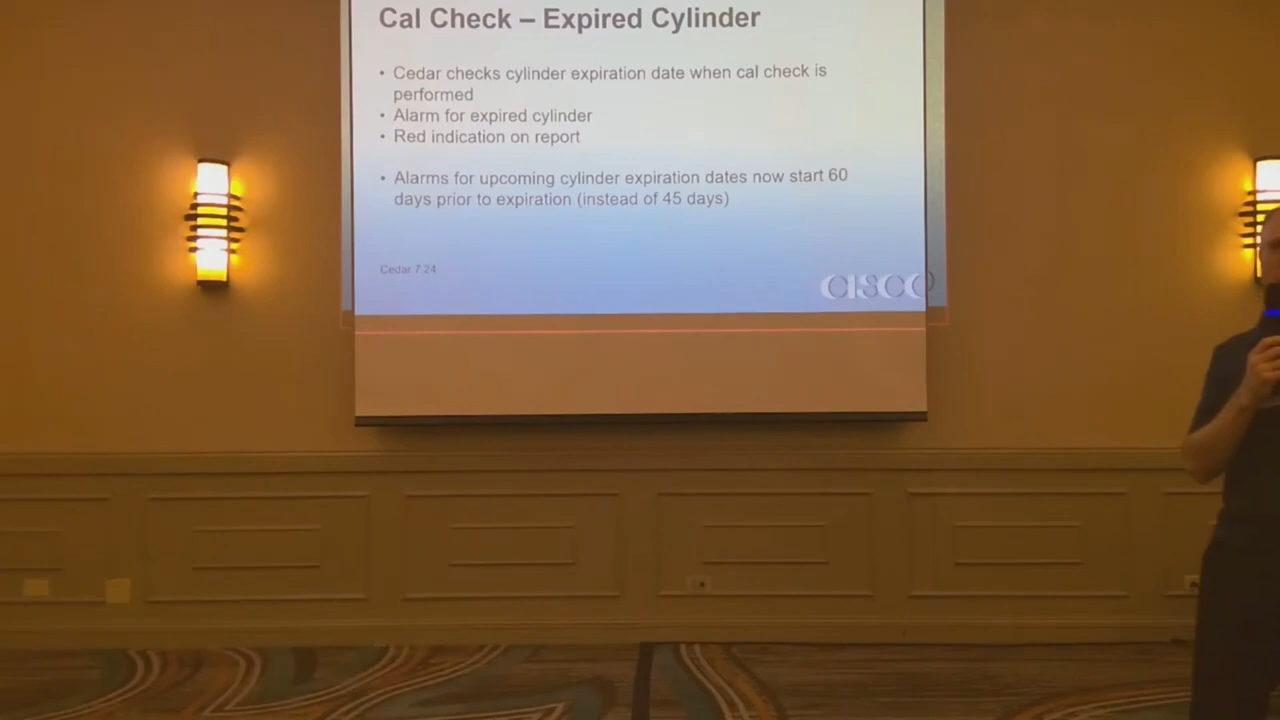 Cal Check – Expired Cylinder
• Cedar checks cylinder expiration date when cal check is
performed
• Alarm for expired cylinder
• Red indication on report
• Alarms for upcoming cylinder expiration dates now start 60
days prior to expiration (instead of 45 days)
Cedar 7.24
CISCO